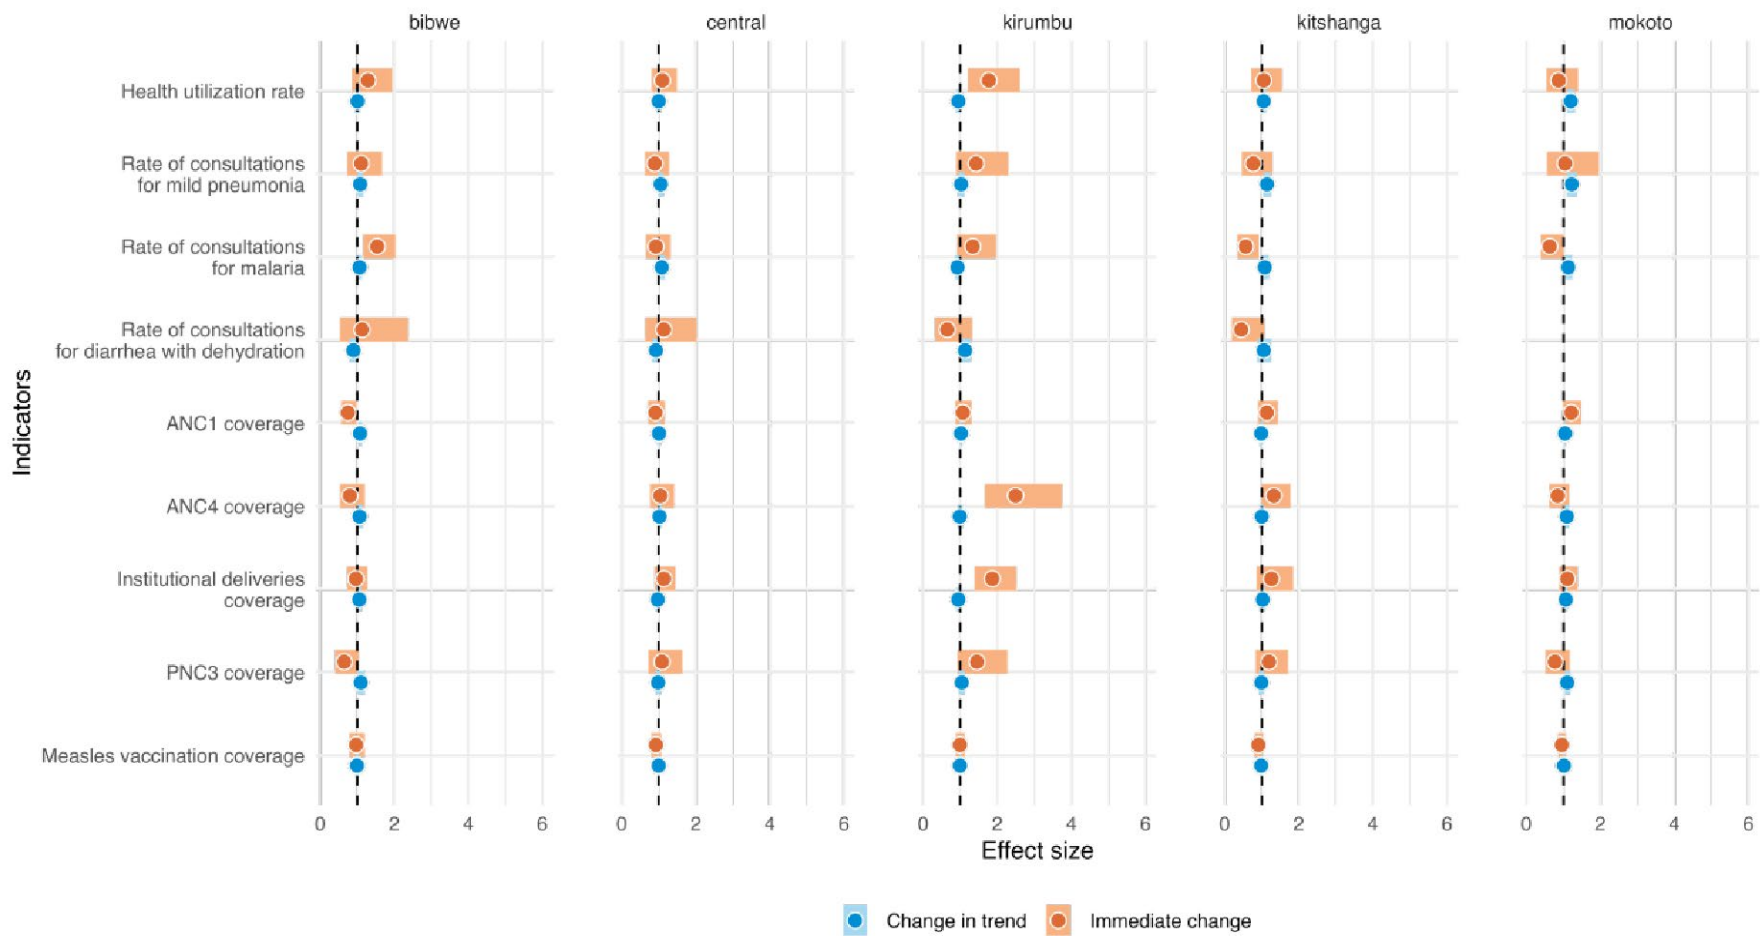 bibwe central kirumbu kitshanga mokoto
Health utilization rate
Rate of consultations
for mild pneumonia
Rate of consultations
for malaria
Rate of consultations
for diarrhea with dehydration
ANC1 coverage
ANC4 coverage
Institutional deliveries
coverage
PNC3 coverage
Measles vaccination coverage
Indicators
0 2 4 6 0 2 4 6 0 2 4 6 0 2 4 6 0 2 4 6
Effect size
Change in trend Immediate change